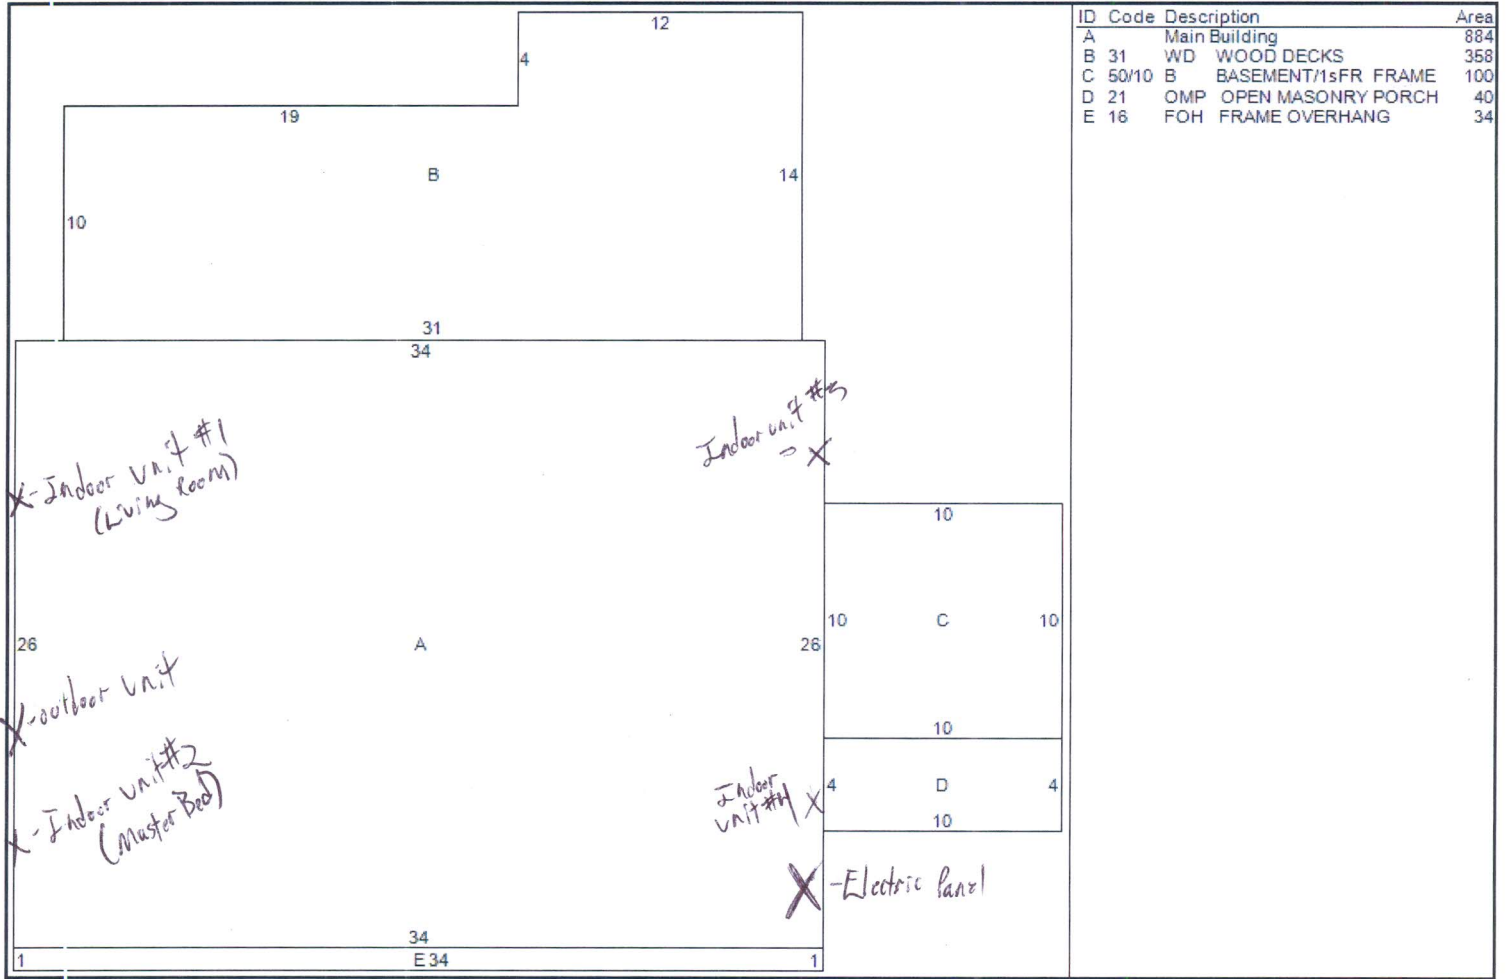 ID Code Description Area
A Main Building 884
B 31 WD WOOD DECKS 358
C 50/10 B BASEMENT/1sFR FRAME 100
D 21 OMP OPEN MASONRY PORCH 40
E 16 FOH FRAME OVERHANG 34
12
4
19
B
14
10
31
34
Indoor unit #3
X
X-Indoor Unit #1
(Living Room)
10
10 C 10
26 A 26
X-outdoor Unit
10
X-Indoor Unit #2
(Master Bed)
Indoor
unit #4 X
4 D 4
10
X-Electric Panel
34
1 E 34 1